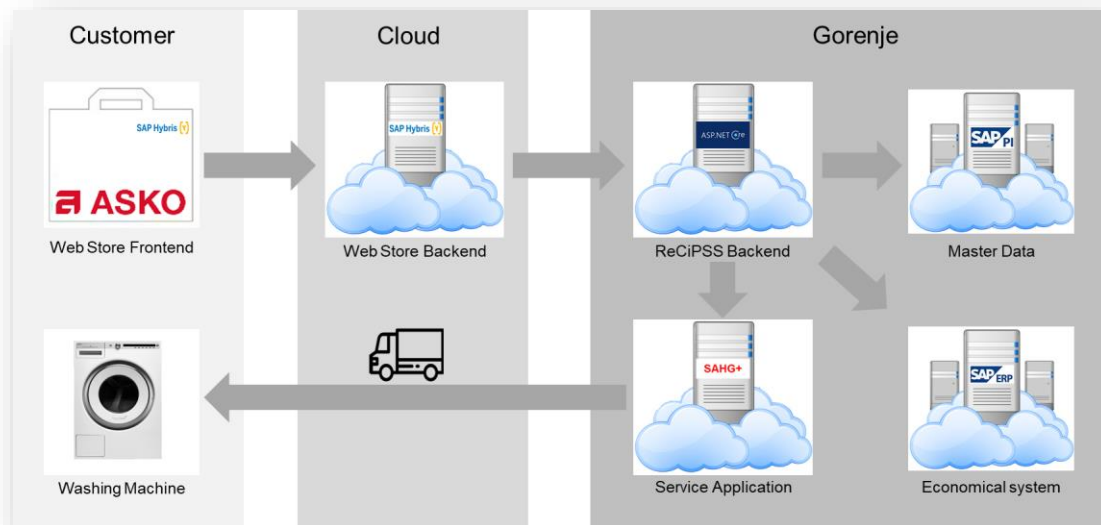 Customer
Cloud
Gorenje
SAP Hybris (Y)
ASKO
Web Store Frontend
SAP Hybris (Y)
Web Store Backend
ASP.NET Core
ReCiPSS Backend
SAP PI
Master Data
Washing Machine
SAHG+
Service Application
SAP ERP
Economical system